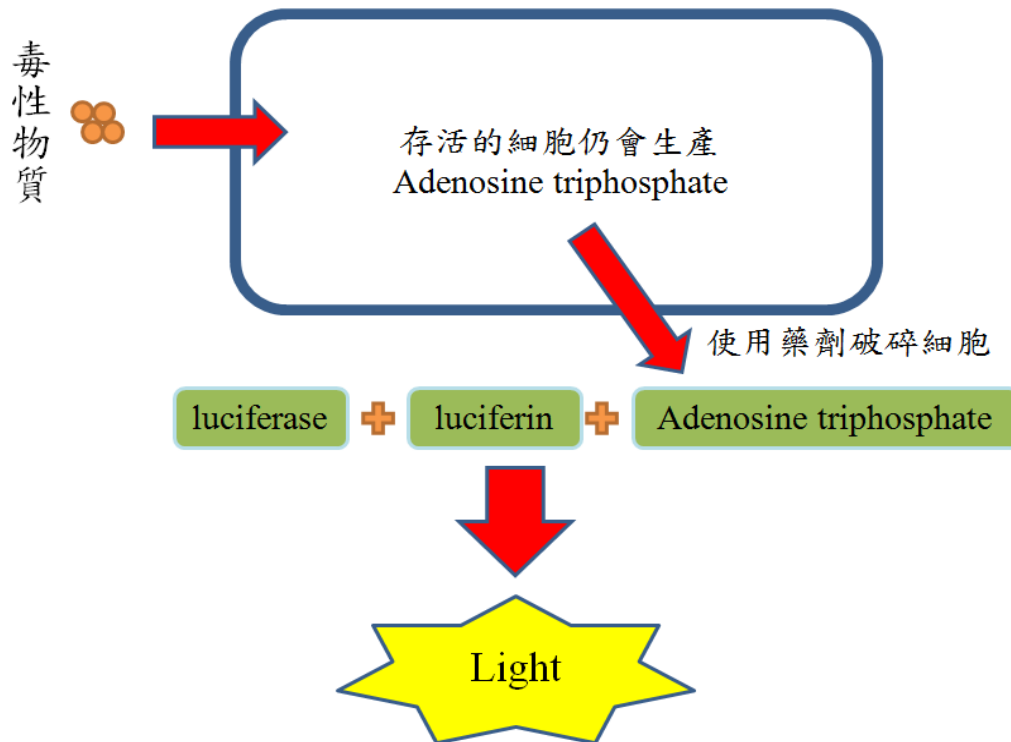 毒性物質
存活的細胞仍會生產
Adenosine triphosphate
使用藥劑破碎細胞
luciferase
luciferin
Adenosine triphosphate
Light